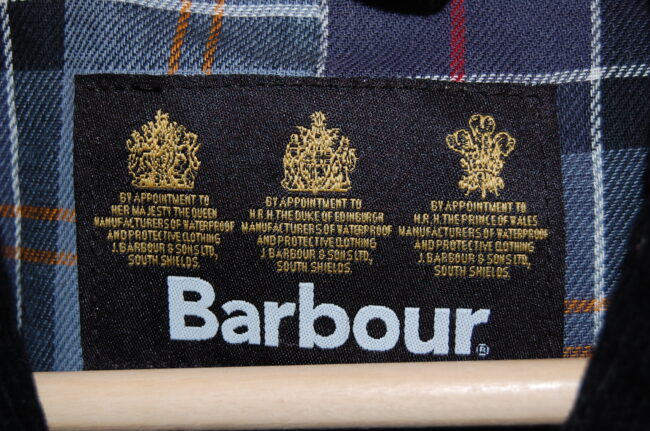 BY APPOINTMENT TO
HER MAJESTY THE QUEEN
MANUFACTURERS OF WATERPROOF
AND PROTECTIVE CLOTHING
J. BARBOUR & SONS LTD,
SOUTH SHIELDS.
BY APPOINTMENT TO
H.R.H. THE DUKE OF EDINBURGH
MANUFACTURERS OF WATERPROOF
AND PROTECTIVE CLOTHING
J. BARBOUR & SONS LTD,
SOUTH SHIELDS.
BY APPOINTMENT TO
H.R.H. THE PRINCE OF WALES
MANUFACTURERS OF WATERPROOF
AND PROTECTIVE CLOTHING
J. BARBOUR & SONS LTD,
SOUTH SHIELDS.
Barbour®